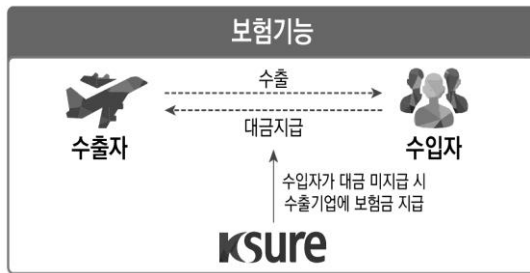 보험기능
수출
대금지급
수출자
수입자
수입자가 대금 미지급 시
수출기업에 보험금 지급
Ksure